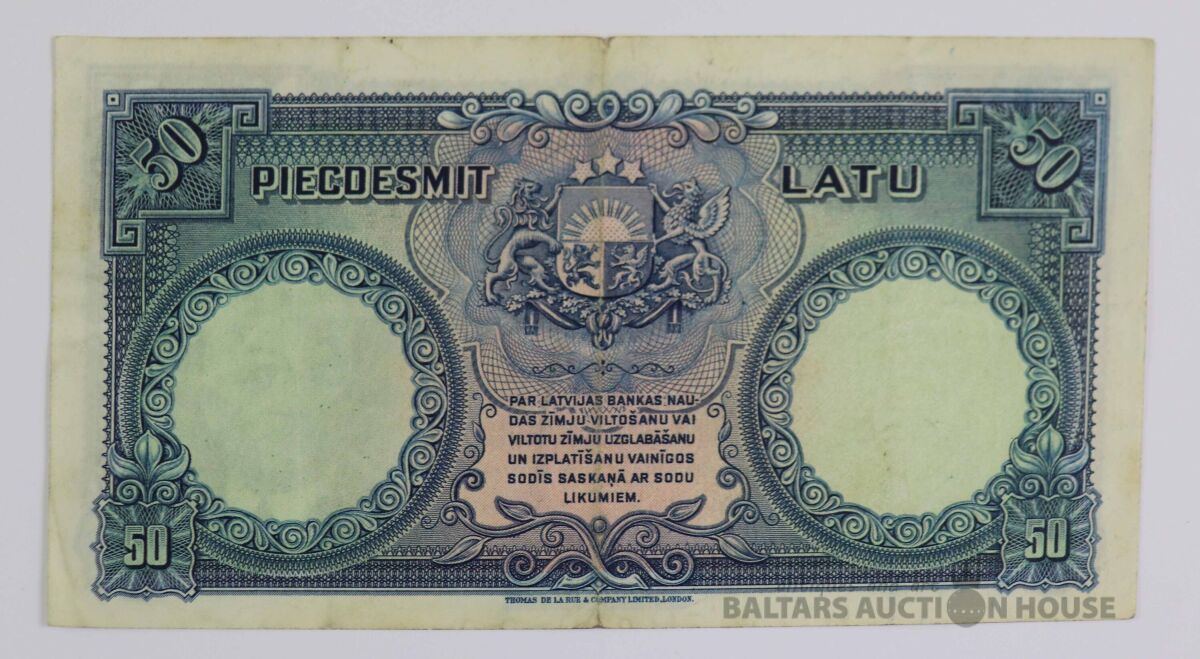 50
50
PIECDESMIT LATU
PAR LATVIJAS BANKAS NAU-
DAS ZĪMJU VILTOŠANU VAI
VILTOTU ZĪMJU UZGLABĀŠANU
UN IZPLATĪŠANU VAINĪGOS
SODĪS SASKAŅĀ AR SODU
LIKUMIEM.
50
50
THOMAS DE LA RUE & COMPANY LIMITED, LONDON.
BALTARS AUCTION HOUSE